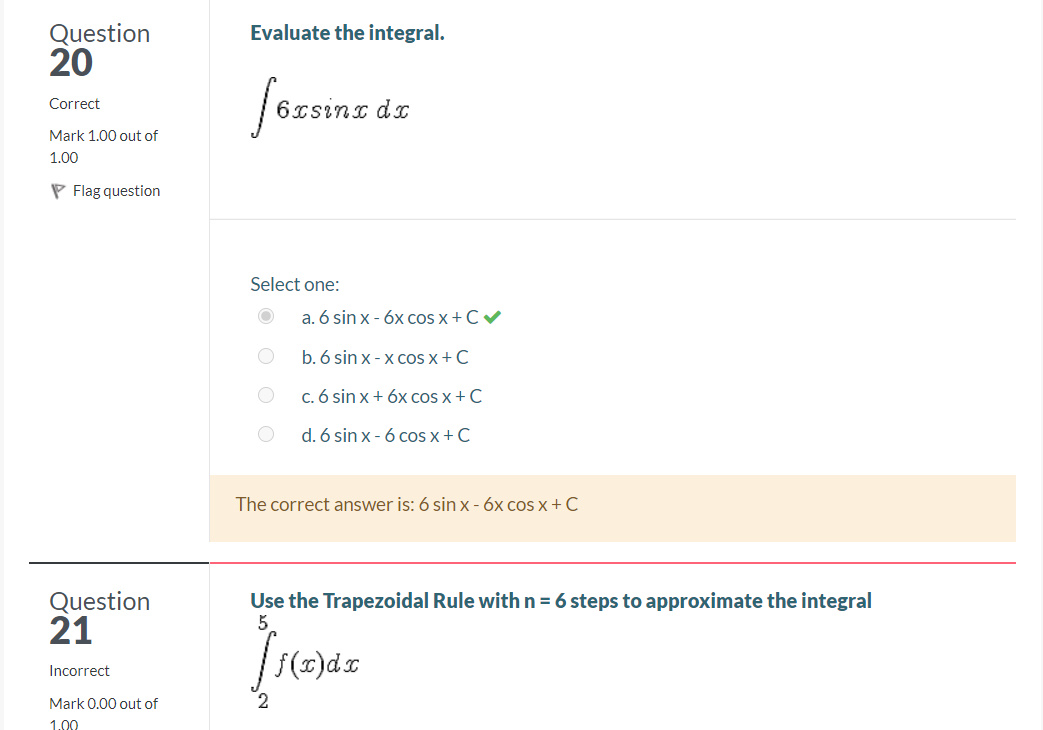 Question
20
Correct
Mark 1.00 out of
1.00
Flag question
Evaluate the integral.
∫6xsinx dx
Select one:
a. 6 sin x - 6x cos x + C
b. 6 sin x - x cos x + C
c. 6 sin x + 6x cos x + C
d. 6 sin x - 6 cos x + C
The correct answer is: 6 sin x - 6x cos x + C
Question
21
Incorrect
Mark 0.00 out of
1.00
Use the Trapezoidal Rule with n = 6 steps to approximate the integral
5
∫f(x)dx
2